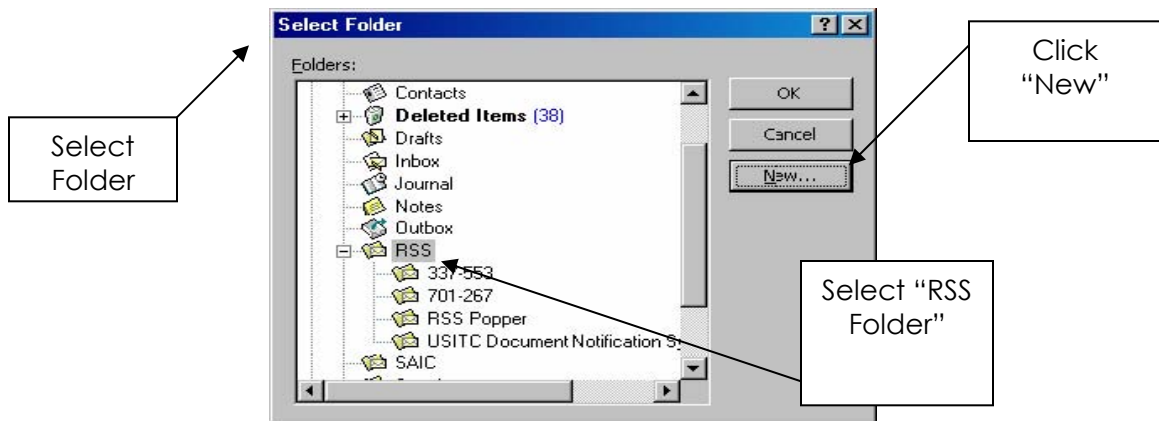 Select Folder
Folders:
Contacts
Deleted Items (38)
Drafts
Inbox
Journal
Notes
Outbox
RSS
337-553
701-267
RSS Popper
USITC Document Notification S
SAIC
OK
Cancel
New...
Select
Folder
Click
“New”
Select “RSS
Folder”